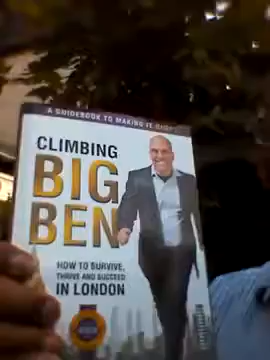 A GUIDEBOOK TO MAKING IT BIG
CLIMBING
BIG
BEN
HOW TO SURVIVE,
THRIVE AND SUCCEED
IN LONDON